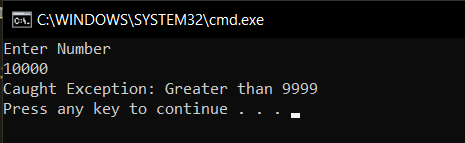 C:\WINDOWS\SYSTEM32\cmd.exe
Enter Number
10000
Caught Exception: Greater than 9999
Press any key to continue . . .